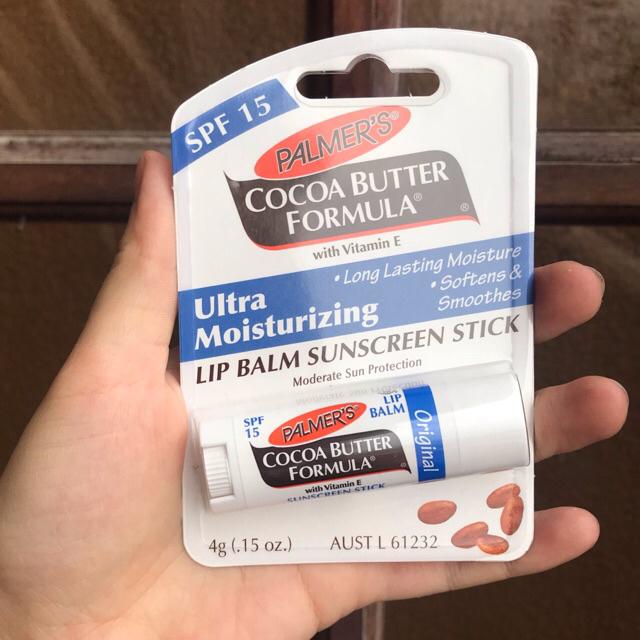 SPF 15
PALMER'S®
COCOA BUTTER
FORMULA®
®
with Vitamin E
• Long Lasting Moisture
• Softens &
Smoothes
Ultra
Moisturizing
LIP BALM SUNSCREEN STICK
Moderate Sun Protection
SPF
15
PALMER'S®
LIP
BALM
COCOA BUTTER
FORMULA®
with Vitamin E
SUNSCREEN STICK
Original
4g (.15 oz.)
AUST L 61232